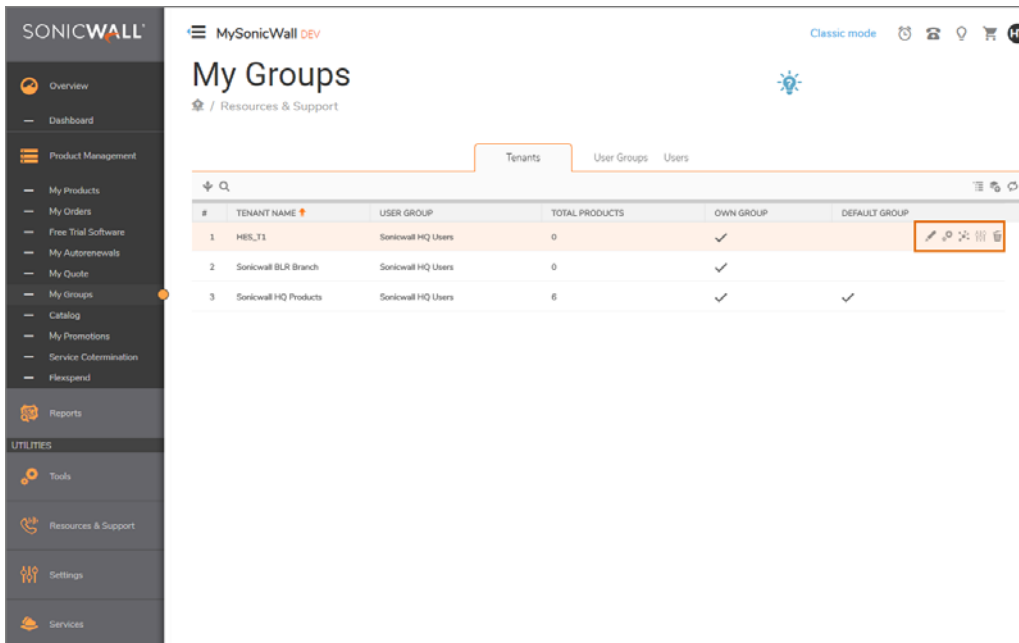 SONICWALL
MySonicWall DEV
Classic mode
My Groups
/ Resources & Support
Overview
Dashboard
Product Management
My Products
My Orders
Free Trial Software
My Autorenewals
My Quote
My Groups
Catalog
My Promotions
Service Cotermination
Flexspend
Reports
UTILITIES
Tools
Resources & Support
Settings
Services
Tenants User Groups Users
# TENANT NAME USER GROUP TOTAL PRODUCTS OWN GROUP DEFAULT GROUP
1 HES_T1 Sonicwall HQ Users 0
2 Sonicwall BLR Branch Sonicwall HQ Users 0
3 Sonicwall HQ Products Sonicwall HQ Users 6